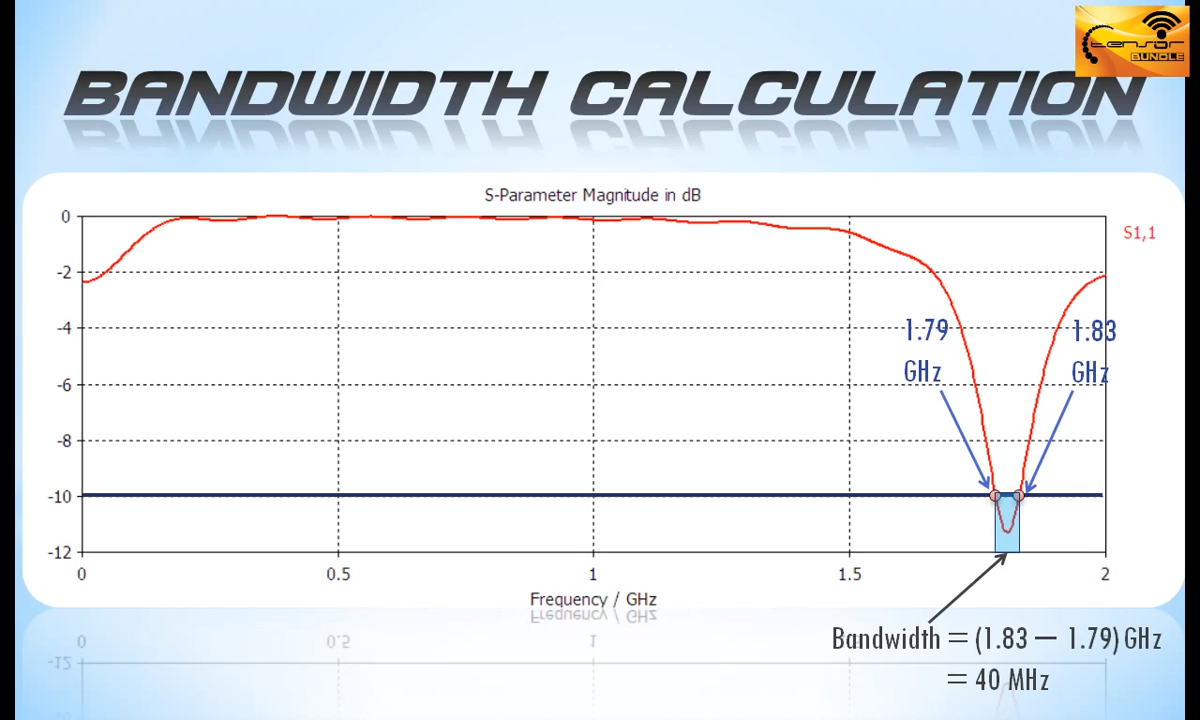 tensor
BUNDLE
BANDWIDTH CALCULATION
S-Parameter Magnitude in dB
S1,1
0
-2
-4
-6
-8
-10
-12
1.79
GHz
1.83
GHz
0 0.5 1 1.5 2
Frequency / GHz
Bandwidth = (1.83 – 1.79) GHz
= 40 MHz